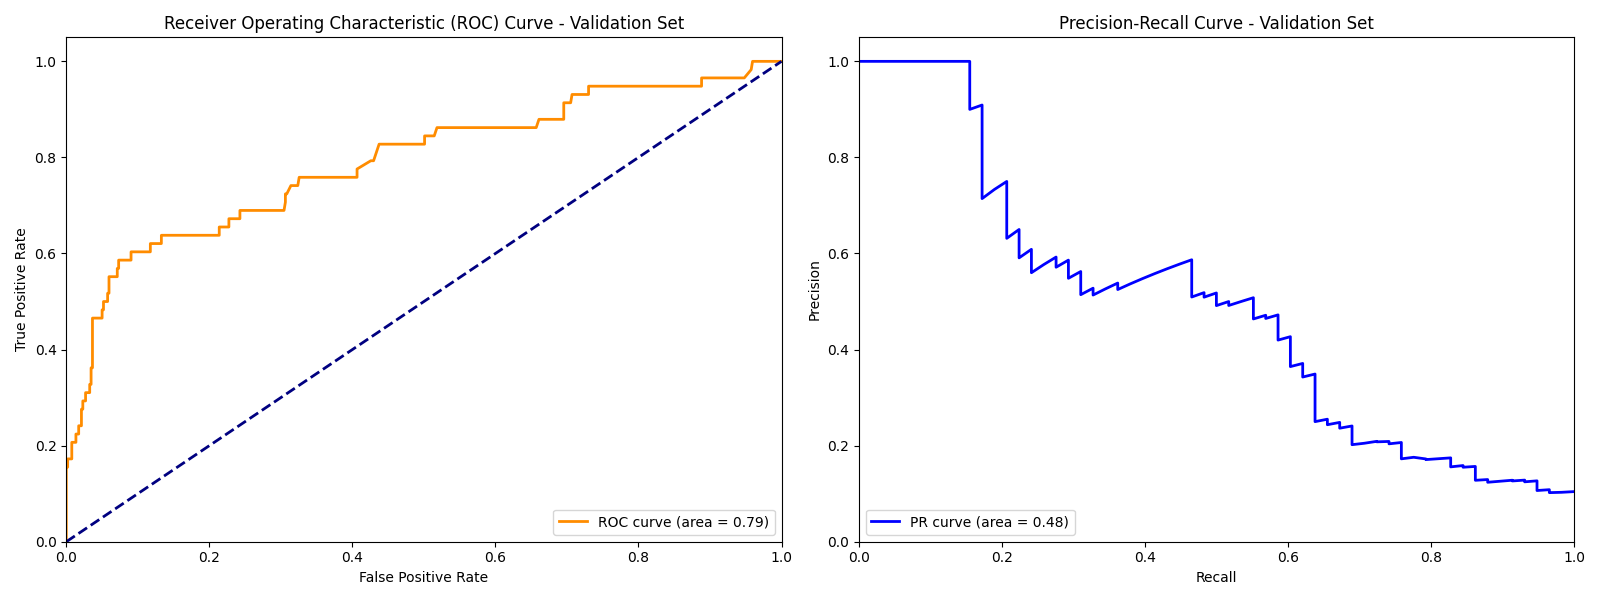 Receiver Operating Characteristic (ROC) Curve - Validation Set
1.0
0.8
0.6
0.4
0.2
0.0
True Positive Rate
0.0 0.2 0.4 0.6 0.8 1.0
False Positive Rate
ROC curve (area = 0.79)
Precision-Recall Curve - Validation Set
1.0
0.8
0.6
0.4
0.2
0.0
Precision
0.0 0.2 0.4 0.6 0.8 1.0
Recall
PR curve (area = 0.48)